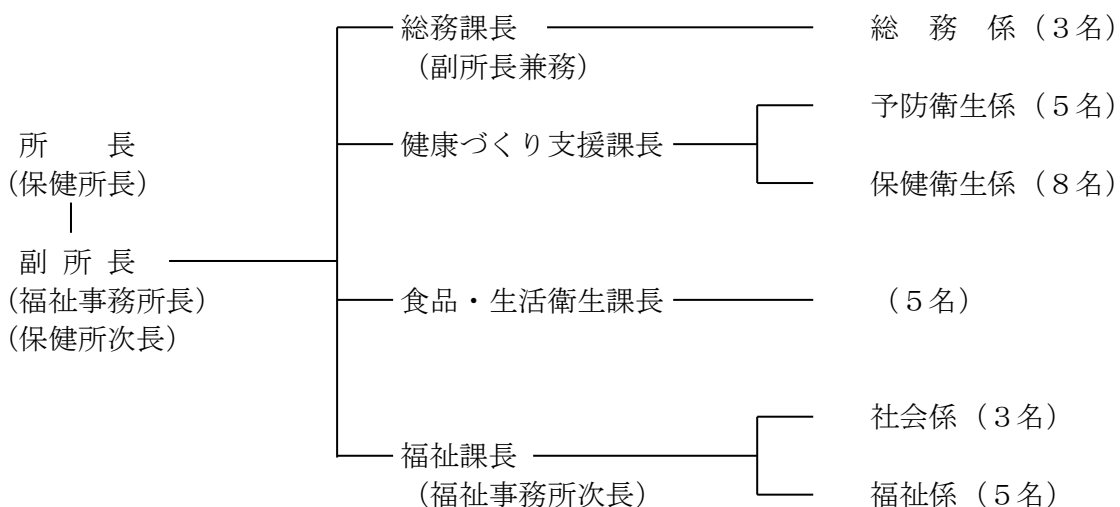 所　　長
(保健所長)
副 所 長
(福祉事務所長)
(保健所次長)
総務課長
(副所長兼務)
総　務　係（３名）
健康づくり支援課長
予防衛生係（５名）
保健衛生係（８名）
食品・生活衛生課長
（５名）
福祉課長
(福祉事務所次長)
社会係（３名）
福祉係（５名）